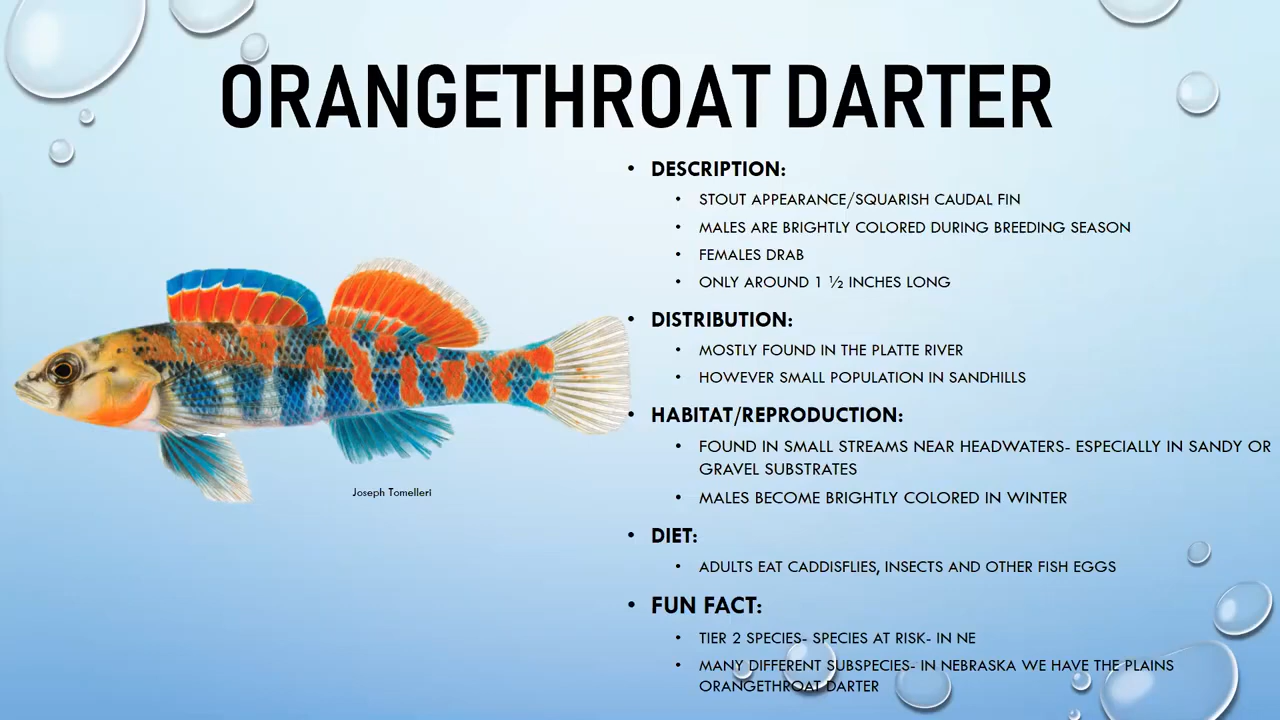 ORANGETHROAT DARTER
• DESCRIPTION:
• STOUT APPEARANCE/SQUARISH CAUDAL FIN
• MALES ARE BRIGHTLY COLORED DURING BREEDING SEASON
• FEMALES DRAB
• ONLY AROUND 1 ½ INCHES LONG
• DISTRIBUTION:
• MOSTLY FOUND IN THE PLATTE RIVER
• HOWEVER SMALL POPULATION IN SANDHILLS
• HABITAT/REPRODUCTION:
• FOUND IN SMALL STREAMS NEAR HEADWATERS- ESPECIALLY IN SANDY OR
GRAVEL SUBSTRATES
• MALES BECOME BRIGHTLY COLORED IN WINTER
• DIET:
• ADULTS EAT CADDISFLIES, INSECTS AND OTHER FISH EGGS
• FUN FACT:
• TIER 2 SPECIES- SPECIES AT RISK- IN NE
• MANY DIFFERENT SUBSPECIES- IN NEBRASKA WE HAVE THE PLAINS
ORANGETHROAT DARTER
Joseph Tomelleri